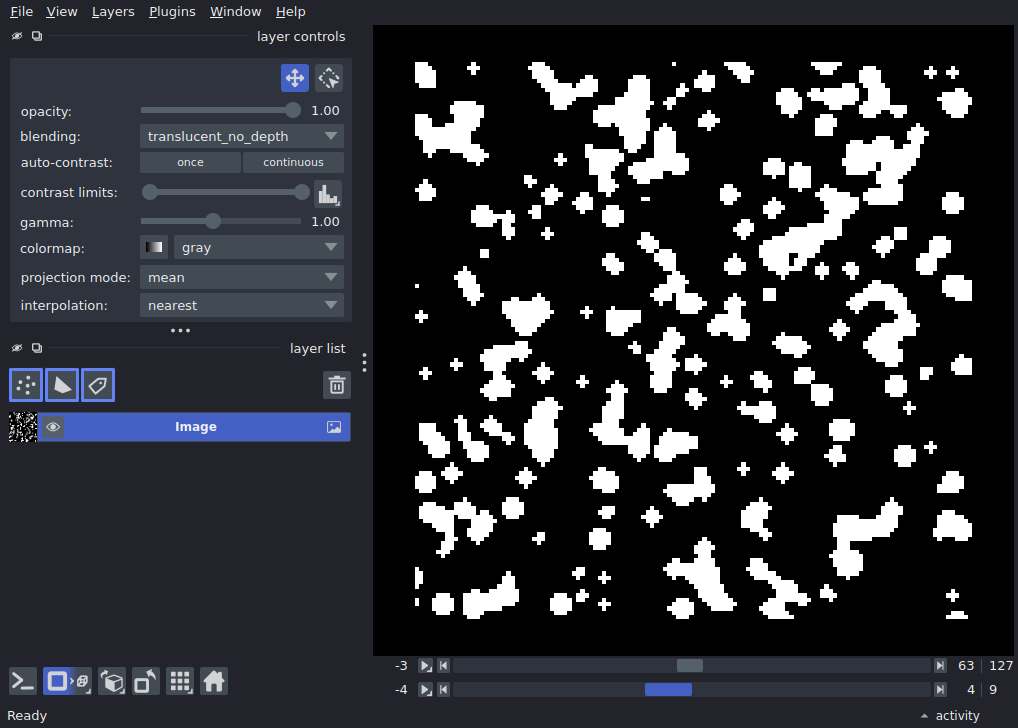 File View Layers Plugins Window Help
layer controls
opacity: 1.00
blending: translucent_no_depth
auto-contrast: once continuous
contrast limits:
gamma: 1.00
colormap: gray
projection mode: mean
interpolation: nearest
layer list
Image
-3 63 127
-4 4 9
Ready activity